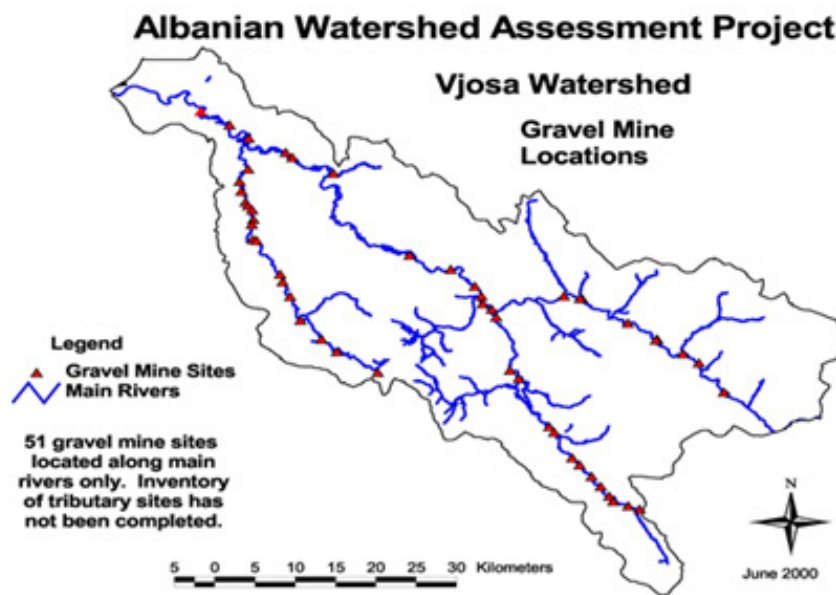 Albanian Watershed Assessment Project
Vjosa Watershed
Gravel Mine
Locations
Legend
Gravel Mine Sites
Main Rivers
51 gravel mine sites
located along main
rivers only. Inventory
of tributary sites has
not been completed.
5 0 5 10 15 20 25 30 Kilometers
N
June 2000